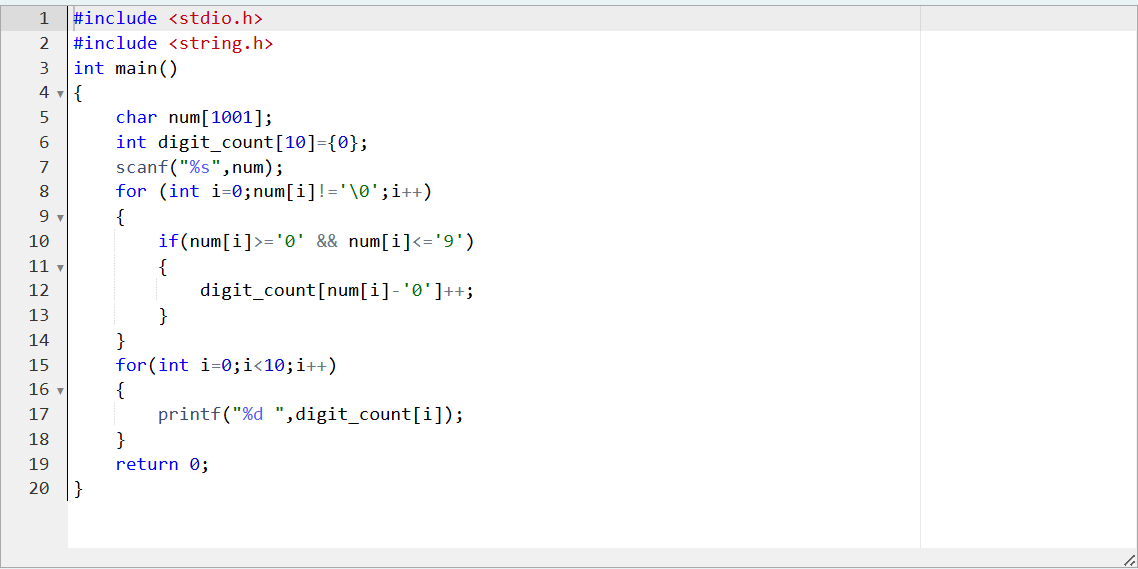 1 #include <stdio.h>
2 #include <string.h>
3 int main()
4 {
5 char num[1001];
6 int digit_count[10]={0};
7 scanf("%s",num);
8 for (int i=0;num[i]!='\0';i++)
9 {
10 if(num[i]>='0' && num[i]<='9')
11 {
12 digit_count[num[i]-'0']++;
13 }
14 }
15 for(int i=0;i<10;i++)
16 {
17 printf("%d ",digit_count[i]);
18 }
19 return 0;
20 }